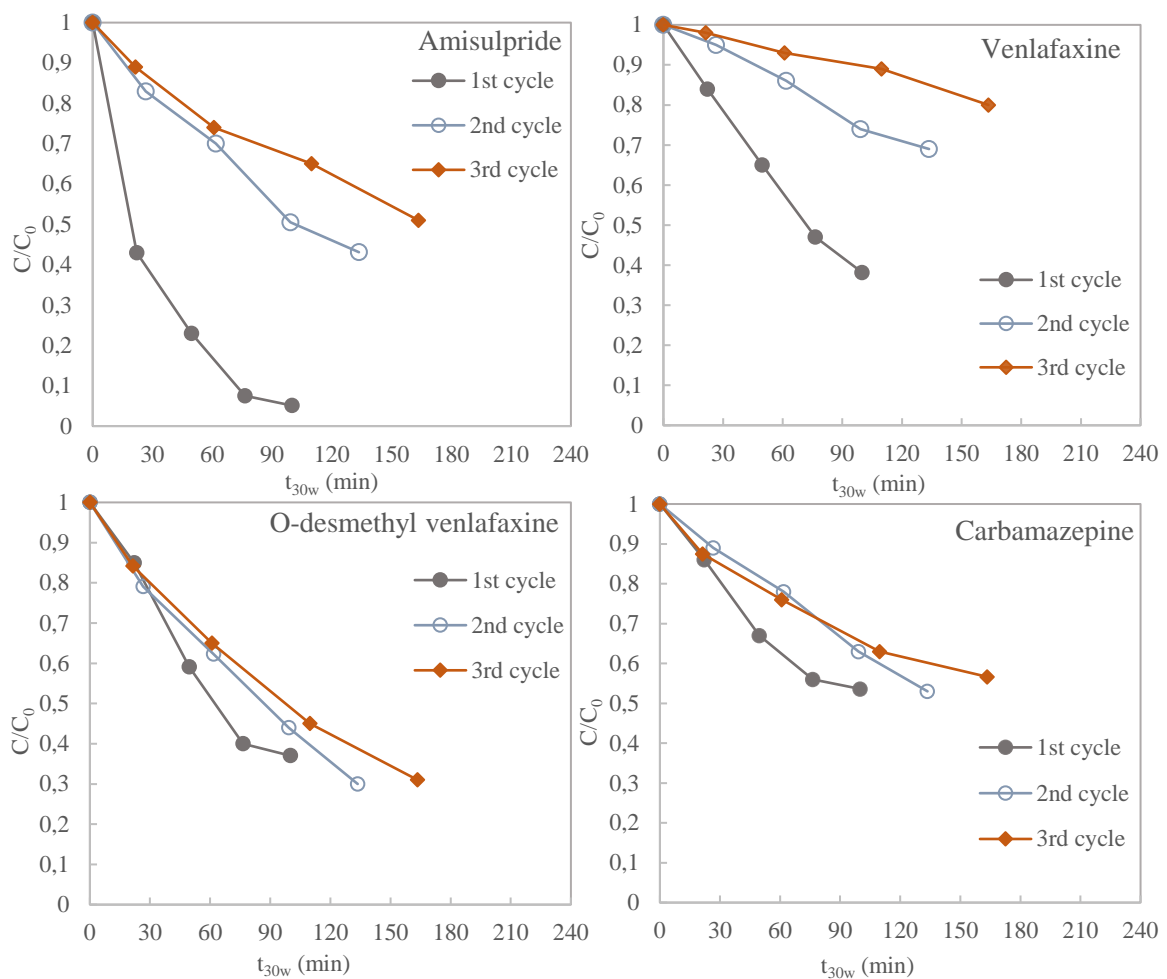 Amisulpride
1st cycle
2nd cycle
3rd cycle
C/C0
1
0,9
0,8
0,7
0,6
0,5
0,4
0,3
0,2
0,1
0
0 30 60 90 120 150 180 210 240
t30w (min)
Venlafaxine
1st cycle
2nd cycle
3rd cycle
C/C0
1
0,9
0,8
0,7
0,6
0,5
0,4
0,3
0,2
0,1
0
0 30 60 90 120 150 180 210 240
t30w (min)
O-desmethyl venlafaxine
1st cycle
2nd cycle
3rd cycle
C/C0
1
0,9
0,8
0,7
0,6
0,5
0,4
0,3
0,2
0,1
0
0 30 60 90 120 150 180 210 240
t30w (min)
Carbamazepine
1st cycle
2nd cycle
3rd cycle
C/C0
1
0,9
0,8
0,7
0,6
0,5
0,4
0,3
0,2
0,1
0
0 30 60 90 120 150 180 210 240
t30w (min)